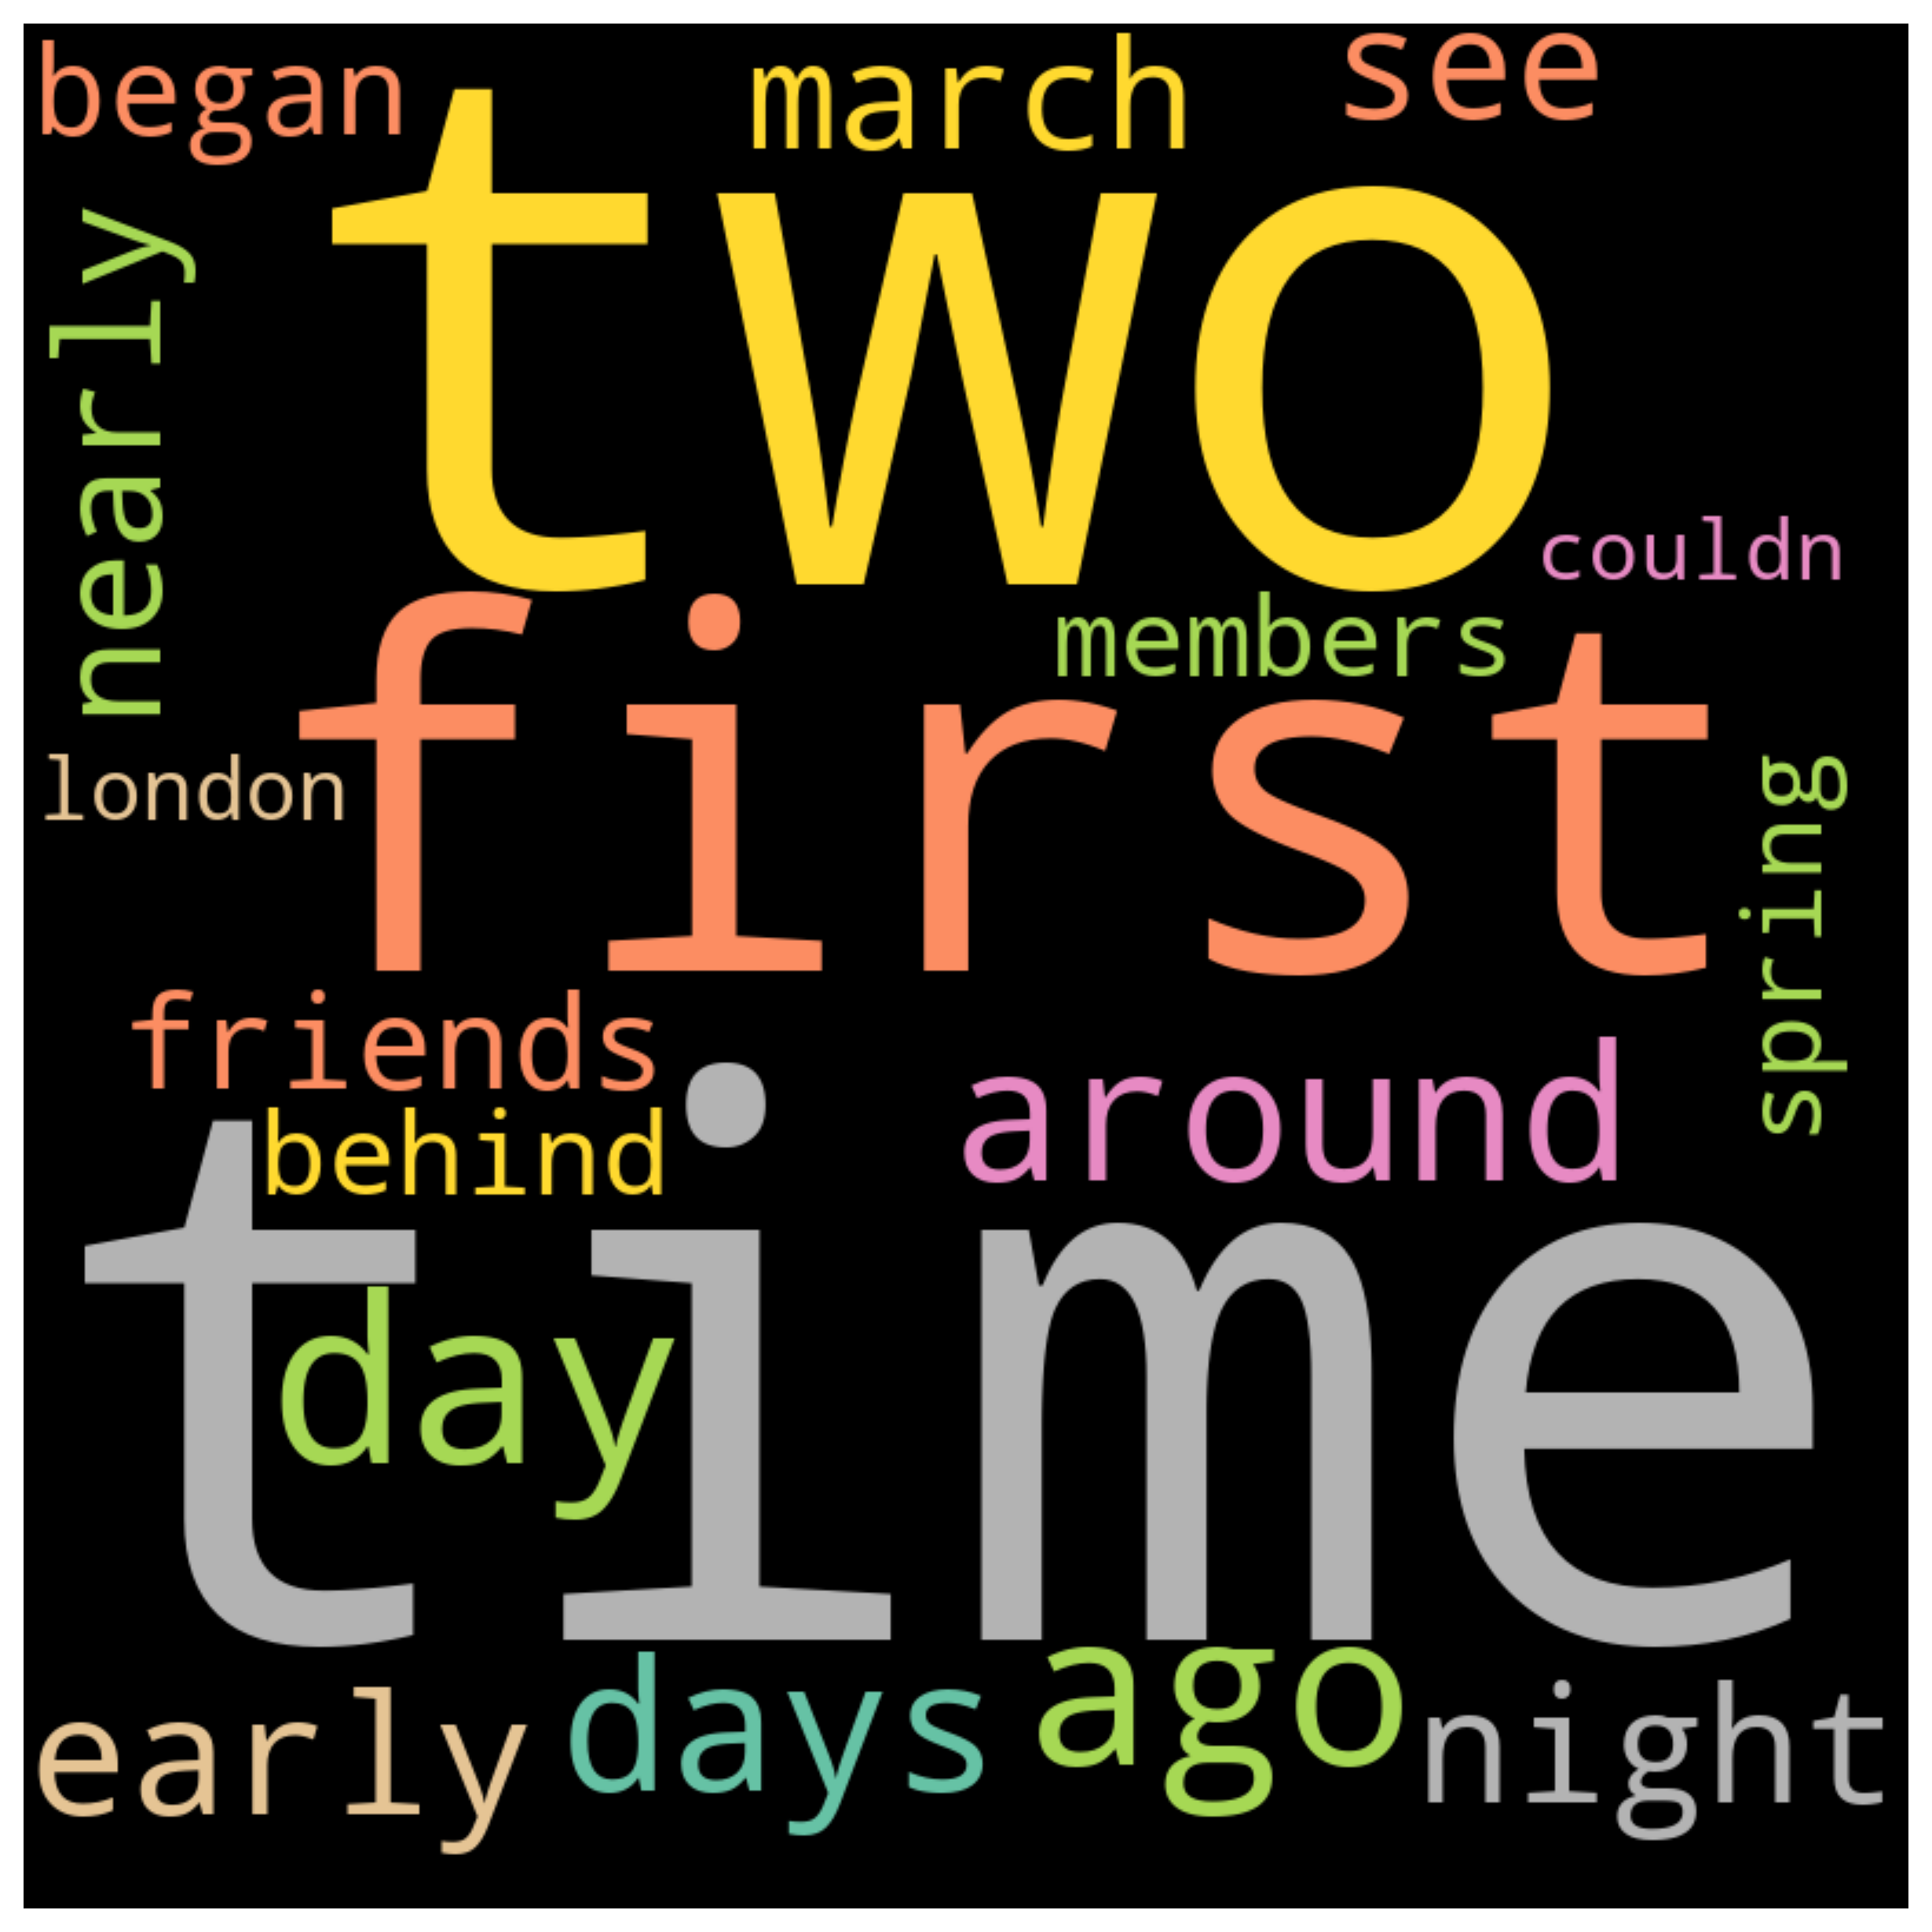 began
march
see
two
nearly
couldn
members
first
london
spring
friends
around
behind
time
day
early
days
ago
night